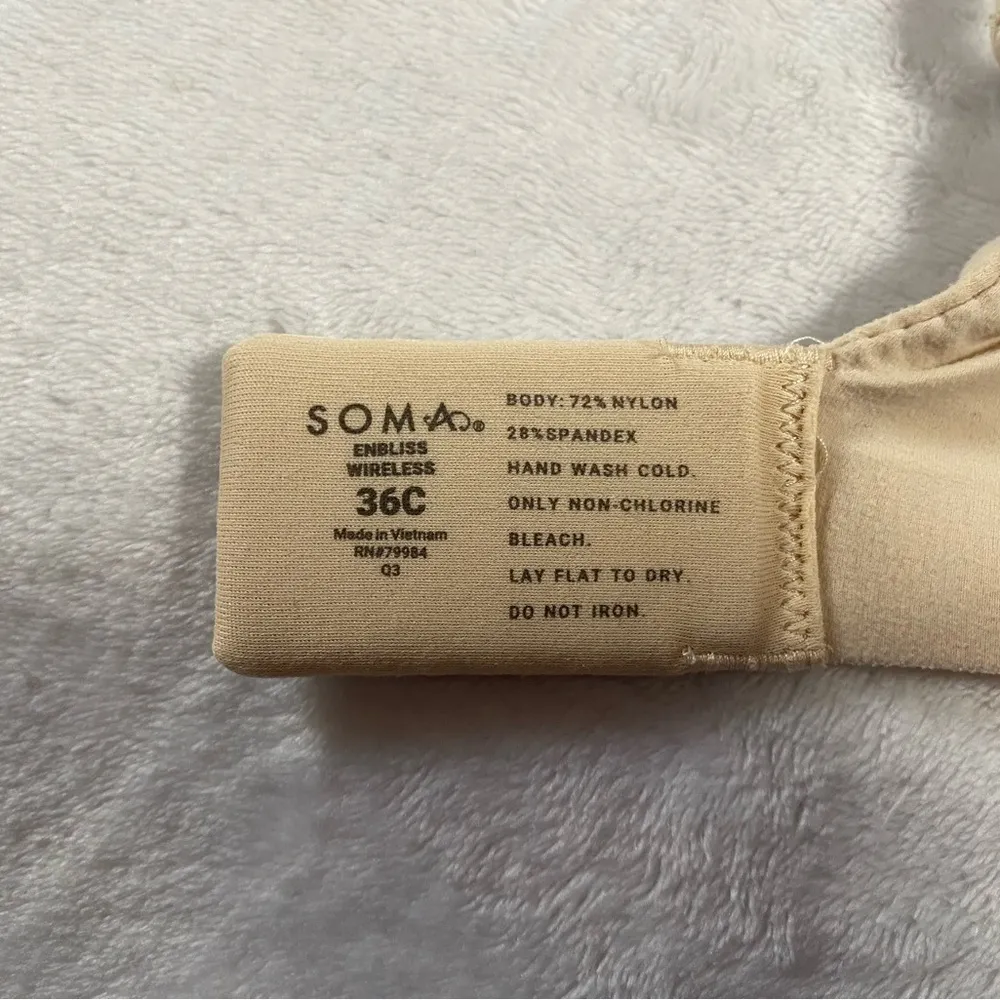 SOMA®
ENBLISS
WIRELESS
36C
Made in Vietnam
RN#79984
Q3
BODY: 72% NYLON
28%SPANDEX
HAND WASH COLD.
ONLY NON-CHLORINE
BLEACH.
LAY FLAT TO DRY.
DO NOT IRON.